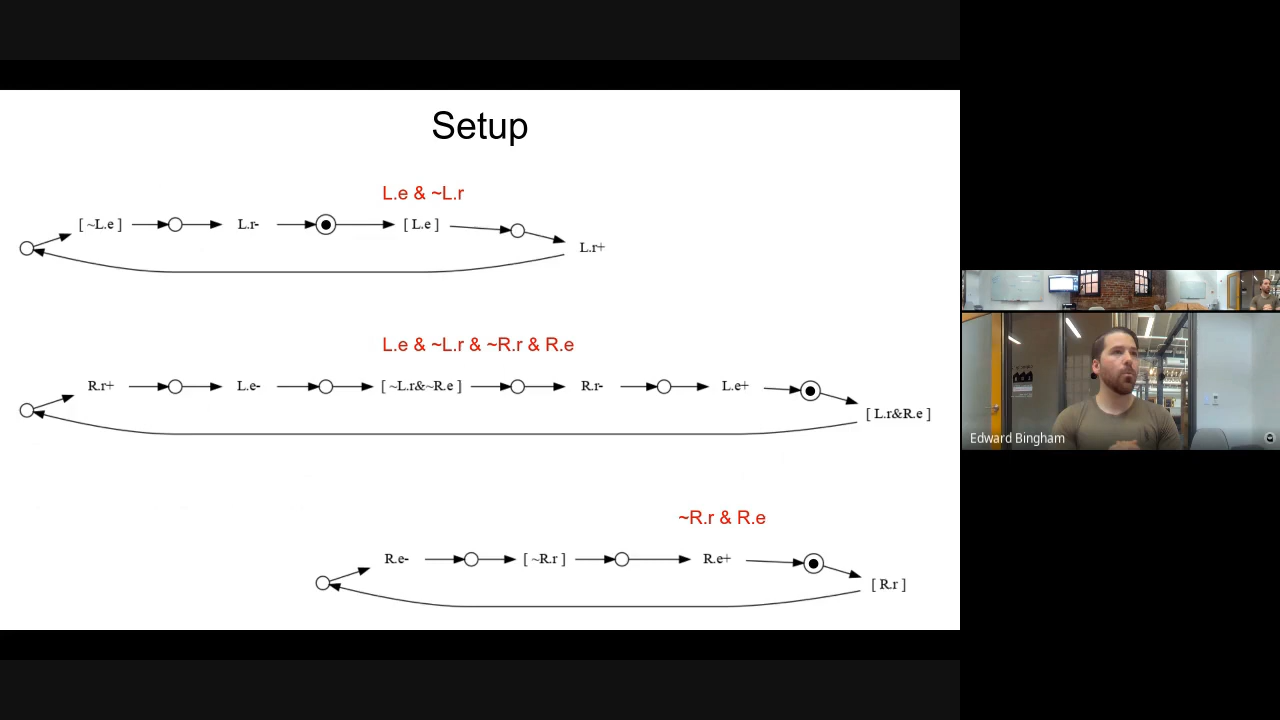 Setup
L.e & ~L.r
[ ~L.e ] L.r- [ L.e ] L.r+
L.e & ~L.r & ~R.r & R.e
R.r+ L.e- [ ~L.r&~R.e ] R.r- L.e+ [ L.r&R.e ]
~R.r & R.e
R.e- [ ~R.r ] R.e+ [ R.r ]
Edward Bingham